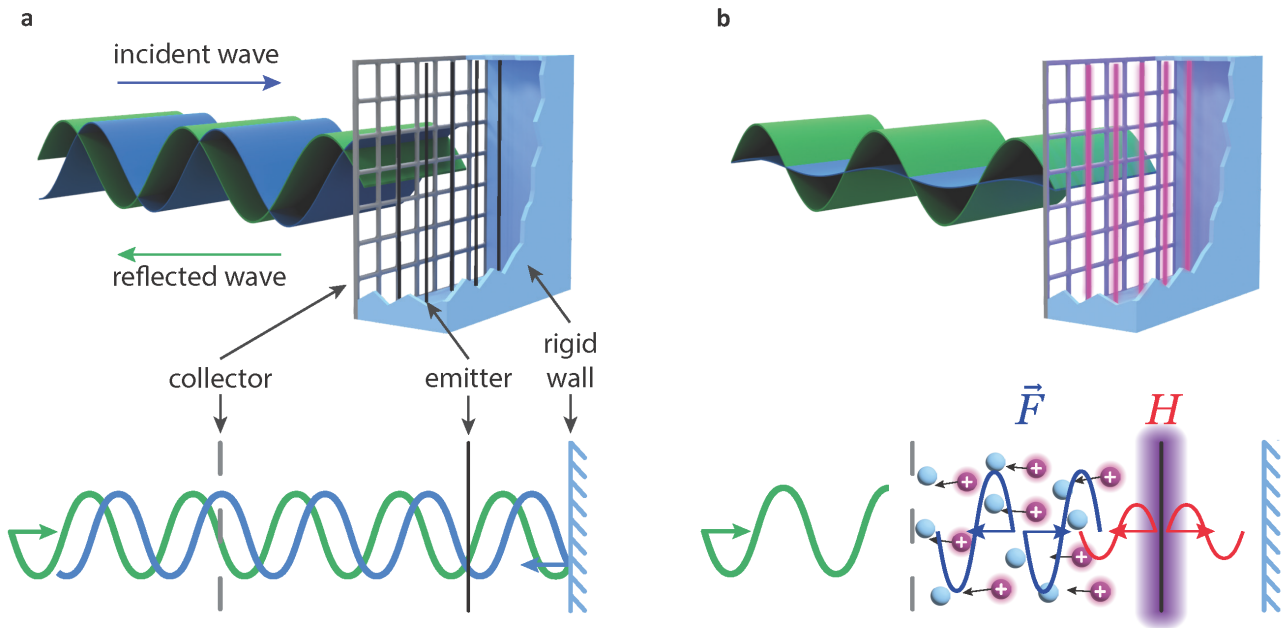 a
incident wave
reflected wave
collector
emitter
rigid
wall
b
F⃗
H
+
+
+
+
+
+
+